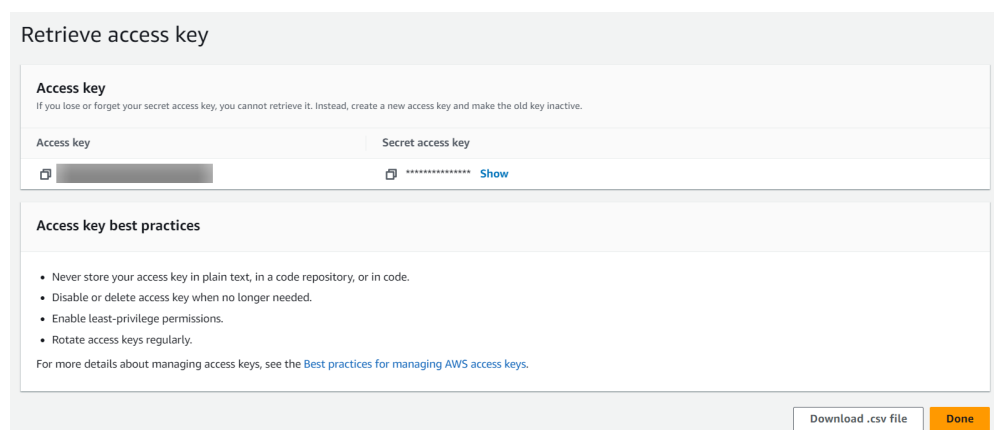 Retrieve access key
Access key
If you lose or forget your secret access key, you cannot retrieve it. Instead, create a new access key and make the old key inactive.
Access key
Secret access key
*************** Show
Access key best practices
• Never store your access key in plain text, in a code repository, or in code.
• Disable or delete access key when no longer needed.
• Enable least-privilege permissions.
• Rotate access keys regularly.
For more details about managing access keys, see the Best practices for managing AWS access keys.
Download .csv file
Done